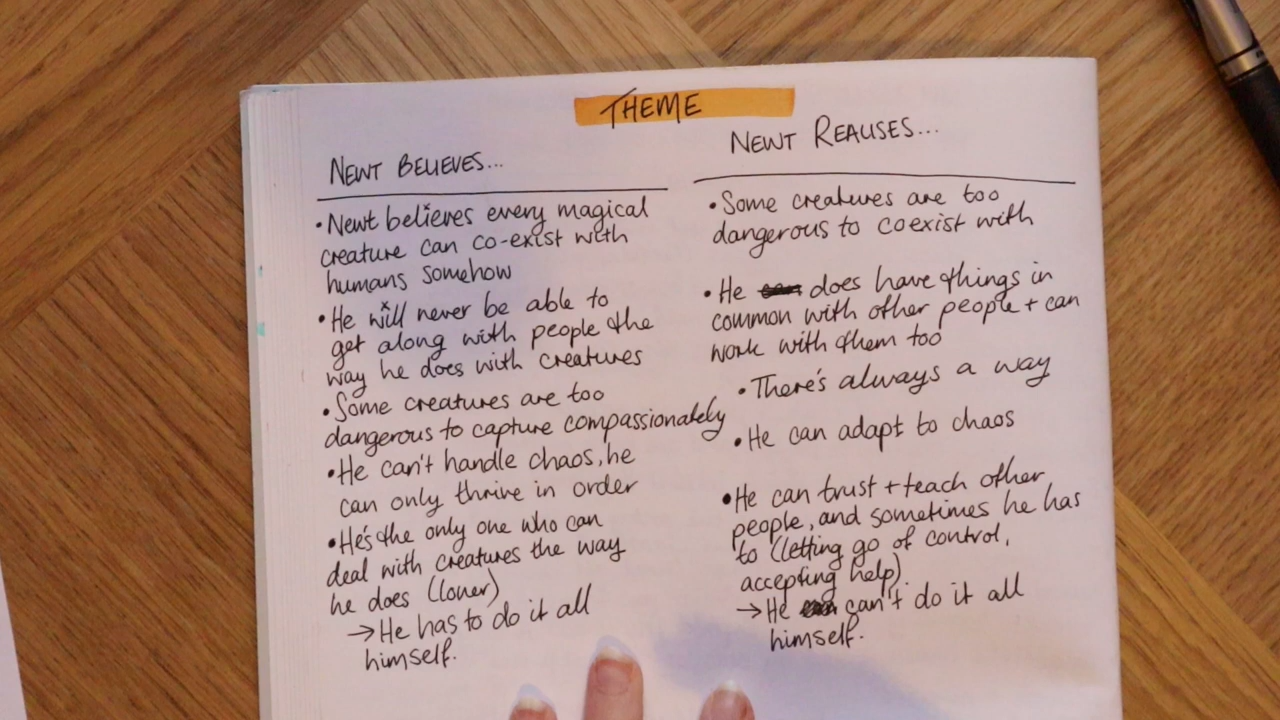 THEME
NEWT BELIEVES...
• Newt believes every magical
creature can co-exist with
humans somehow
• He will never be able to
get along with people the
way he does with creatures
• Some creatures are too
dangerous to capture compassionately
• He can't handle chaos, he
can only thrive in order
• He's the only one who can
deal with creatures the way
he does (loner)
→ He has to do it all
himself.
NEWT REALISES...
• Some creatures are too
dangerous to coexist with
• He does have things in
common with other people + can
work with them too
• There's always a way
• He can adapt to chaos
• He can trust + teach other
people, and sometimes he has
to (letting go of control,
accepting help).
→ He can't do it all
himself.